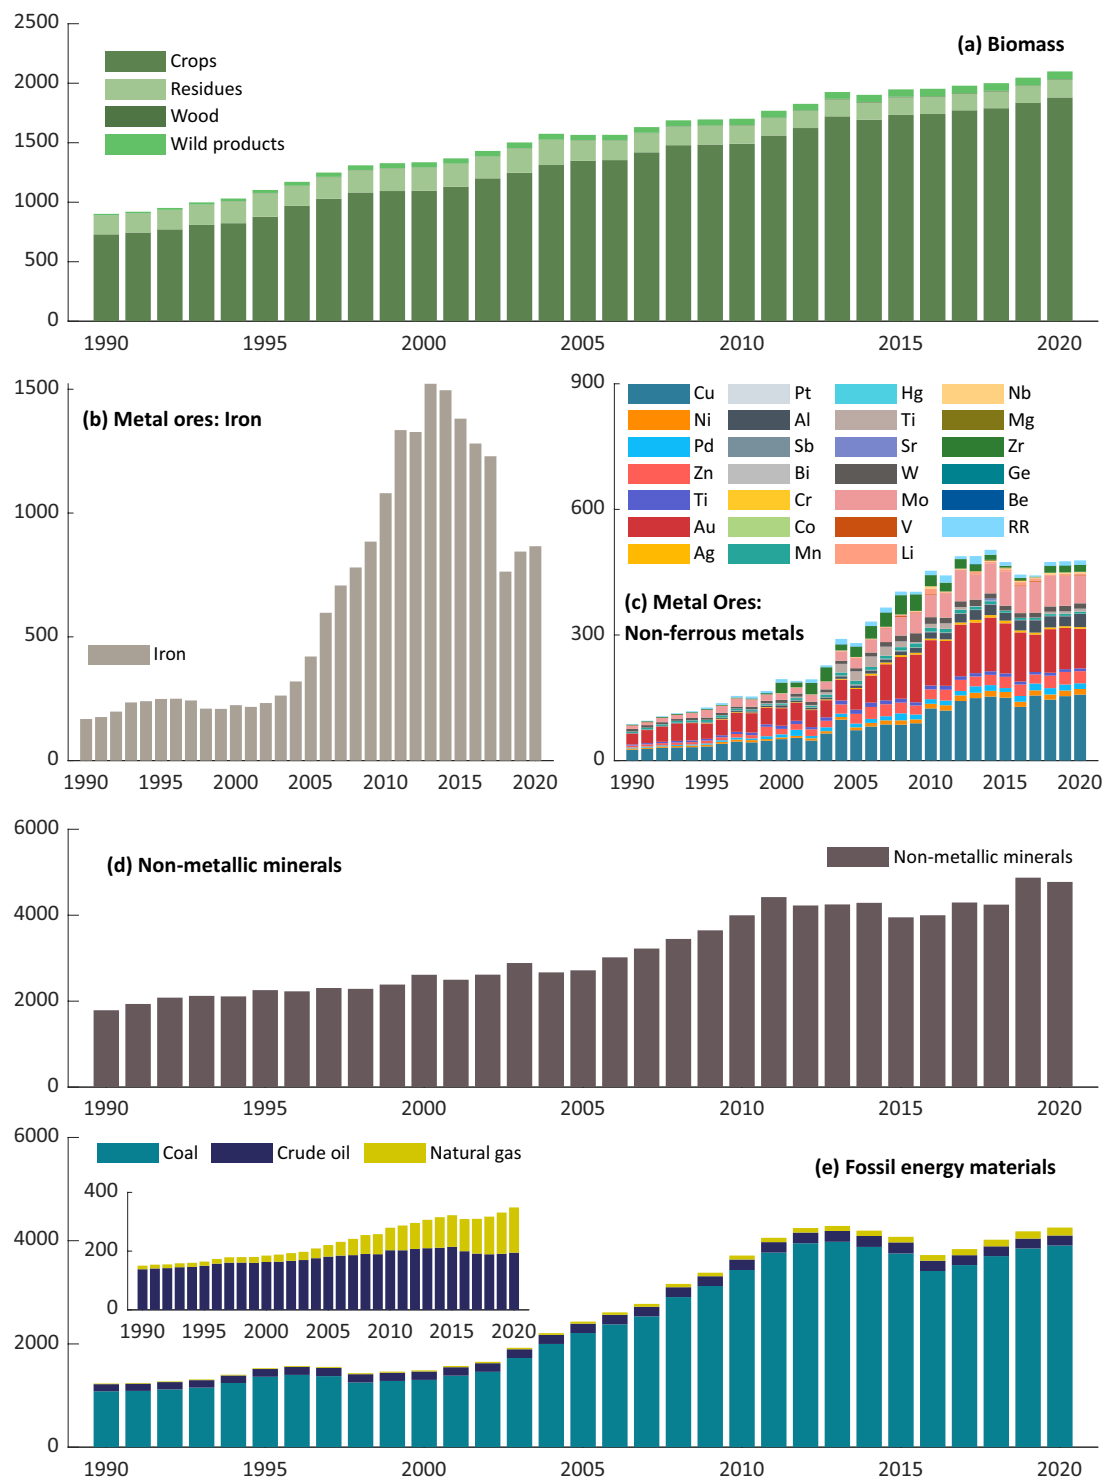 2500
(a) Biomass
Crops
2000
Residues
Wood
1500
Wild products
1000
500
0
1990 1995 2000 2005 2010 2015 2020
1500
(b) Metal ores: Iron
1000
500
Iron
0
1990 1995 2000 2005 2010 2015 2020
900
Cu Pt Hg Nb
Ni Al Ti Mg
Pd Sb Sr Zr
Zn Bi W Ge
600
Ti Cr Mo Be
Au Co V RR
Ag Mn Li
(c) Metal Ores:
Non-ferrous metals
300
0
1990 1995 2000 2005 2010 2015 2020
6000
(d) Non-metallic minerals
Non-metallic minerals
4000
2000
0
1990 1995 2000 2005 2010 2015 2020
6000
Coal Crude oil Natural gas
(e) Fossil energy materials
400
200
0
1990 1995 2000 2005 2010 2015 2020
4000
2000
0
1990 1995 2000 2005 2010 2015 2020